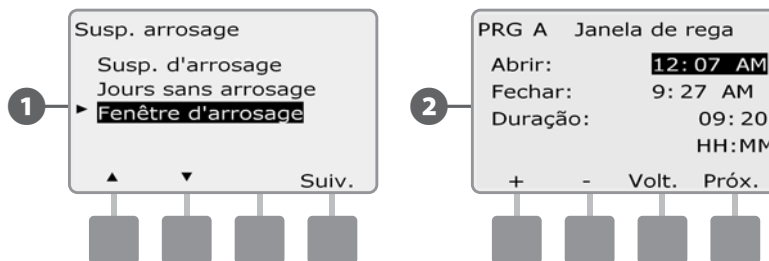 Susp. arrosage
Susp. d'arrosage
Jours sans arrosage
► Fenêtre d'arrosage
▲ ▼ Suiv.
1
PRG A Janela de rega
Abrir: 12:07 AM
Fechar: 9:27 AM
Duração: 09:20
HH:MM
+ - Volt. Próx.
2